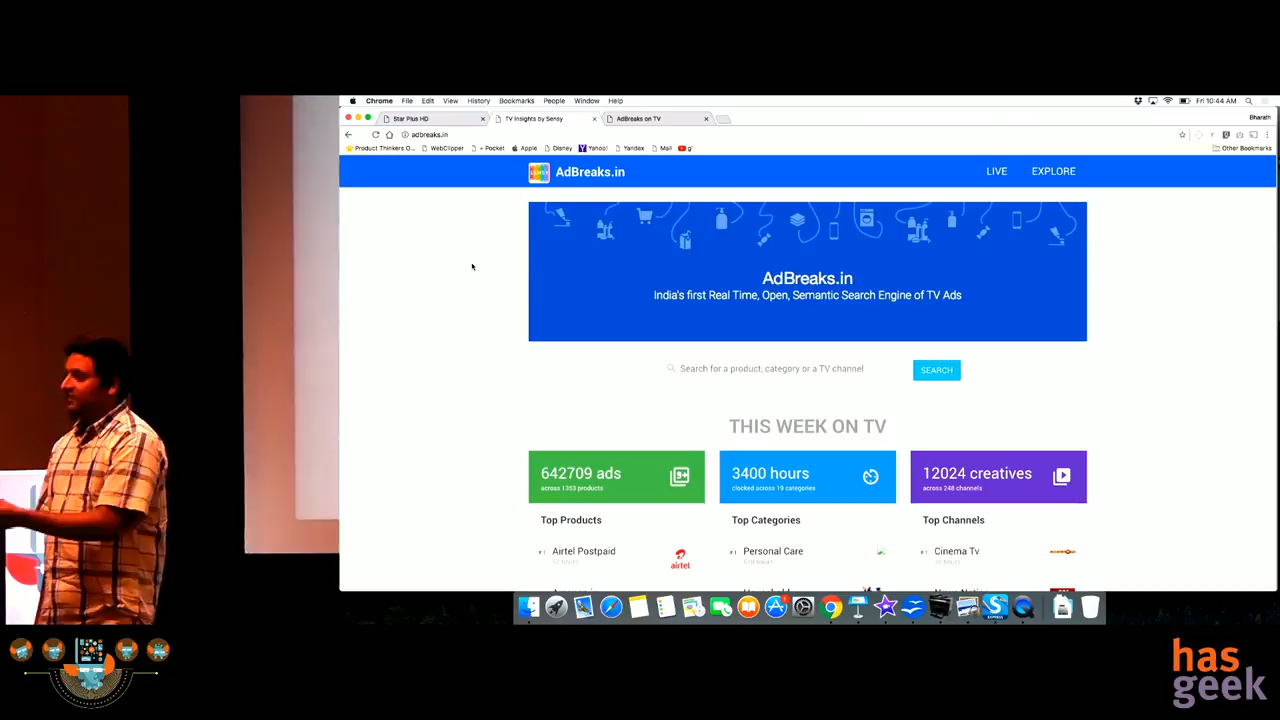 Chrome File Edit View History Bookmarks People Window Help
Fri 10:44 AM
Star Plus HD
TV Insights by Sensy
AdBreaks on TV
Bharath
adbreaks.in
Product Thinkers O...
WebClipper
+ Pocket
Apple
Disney
Yahoo!
Yandex
Mail
Other Bookmarks
AdBreaks.in
LIVE
EXPLORE
AdBreaks.in
India's first Real Time, Open, Semantic Search Engine of TV Ads
Search for a product, category or a TV channel
SEARCH
THIS WEEK ON TV
642709 ads
across 1353 products
3400 hours
clocked across 19 categories
12024 creatives
across 248 channels
Top Products
Top Categories
Top Channels
#1 Airtel Postpaid
airtel
#1 Personal Care
#1 Cinema Tv
has
geek